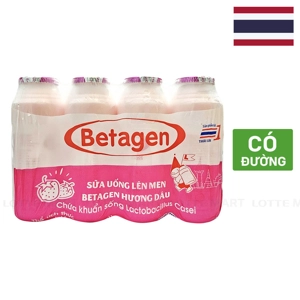 Betagen
CÓ
ĐƯỜNG
SỮA UỐNG LÊN MEN
BETAGEN HƯƠNG DÂU
Chứa khuẩn sống Lactobacillus Casei